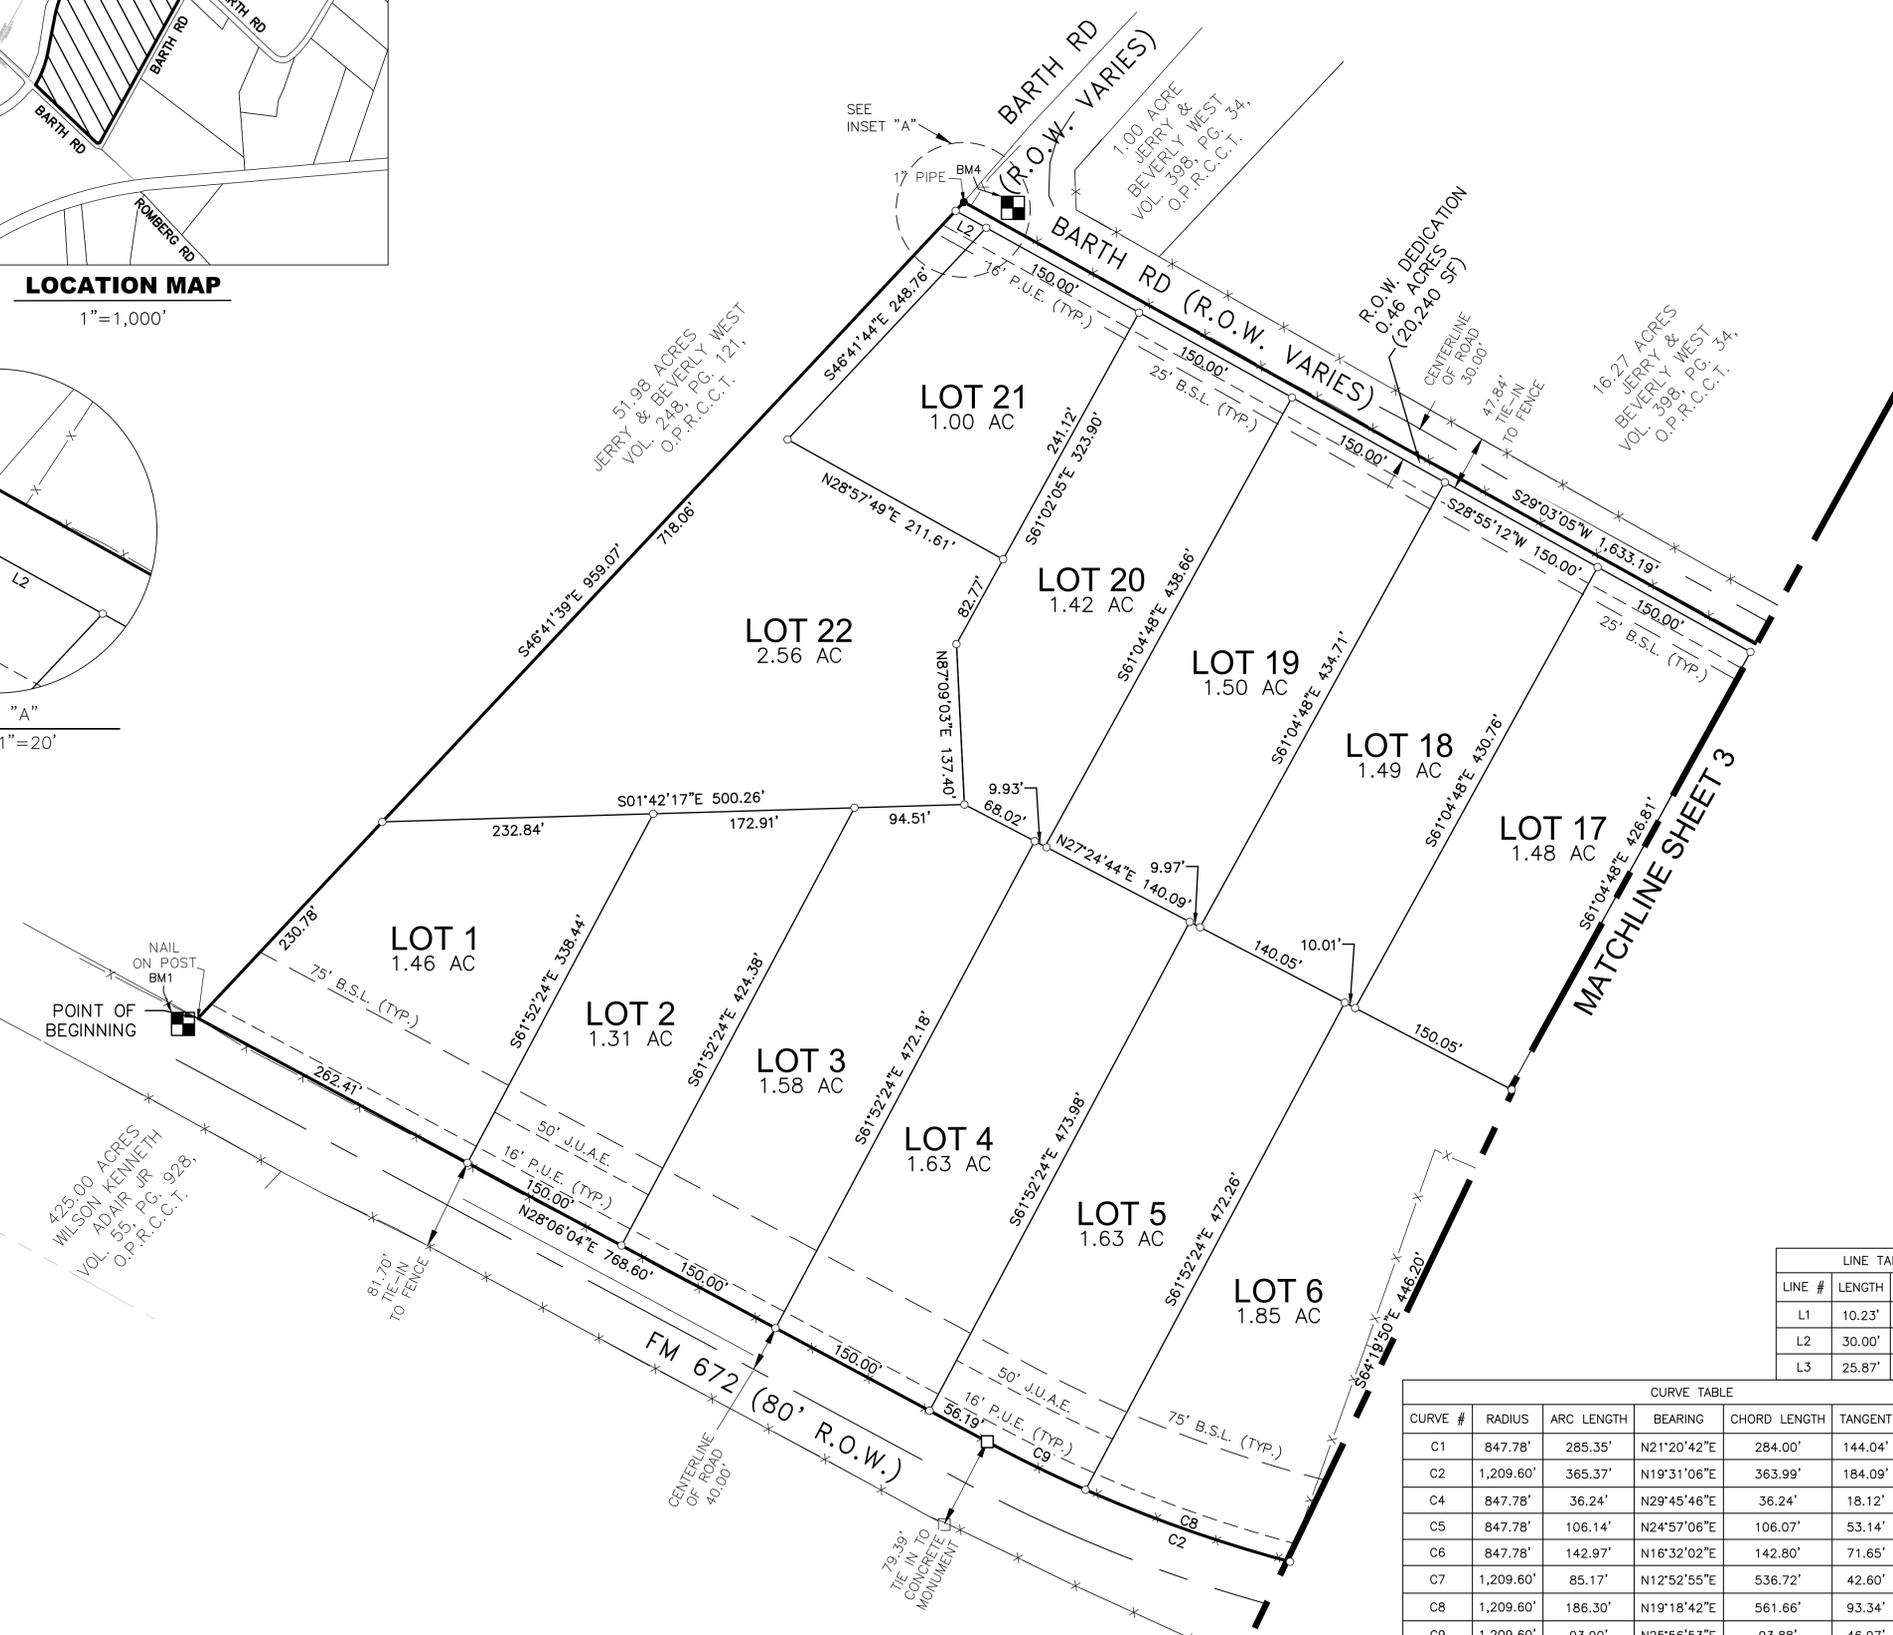 BARTH RD
BARTH RD
BARTH RD
ROMBERG RD
LOCATION MAP
1"=1,000'
L2
"A"
1"=20'
SEE
INSET "A"
1" PIPE
BM4
BARTH RD
(R.O.W. VARIES)
1.00 ACRE
JERRY &
BEVERLY WEST
VOL. 398, PG. 34,
O.P.R.C.C.T.
BARTH RD (R.O.W. VARIES)
R.O.W. DEDICATION
0.46 ACRES
(20,240 SF)
CENTERLINE
OF ROAD
30.00'
47.84'
TIE-IN
TO FENCE
16.27 ACRES
JERRY &
BEVERLY WEST
VOL. 398, PG. 34,
O.P.R.C.C.T.
51.98 ACRES
JERRY & BEVERLY WEST
VOL. 248, PG. 121,
O.P.R.C.C.T.
L2
16' P.U.E. (TYP.)
150.00'
150.00'
25' B.S.L. (TYP.)
150.00'
S28°55'12"W 150.00'
S29°03'05"W 1,633.19'
150.00'
25' B.S.L. (TYP.)
S46°41'44"E 248.76'
LOT 21
1.00 AC
241.12'
S61°02'05"E 323.90'
N28°57'49"E 211.61'
82.77'
718.06'
S46°41'39"E 959.07'
LOT 22
2.56 AC
LOT 20
1.42 AC
N87°09'03"E 137.40'
S61°04'48"E 438.66'
LOT 19
1.50 AC
S61°04'48"E 434.71'
LOT 18
1.49 AC
S61°04'48"E 430.76'
LOT 17
1.48 AC
S61°04'48"E 426.81'
MATCHLINE SHEET 3
S01°42'17"E 500.26'
232.84'
172.91'
94.51'
68.02'
9.93'
N27°24'44"E 140.09'
9.97'
140.05'
10.01'
150.05'
230.78'
NAIL
ON POST
BM1
POINT OF
BEGINNING
LOT 1
1.46 AC
75' B.S.L. (TYP.)
S61°52'24"E 338.44'
LOT 2
1.31 AC
S61°52'24"E 424.38'
LOT 3
1.58 AC
S61°52'24"E 472.18'
LOT 4
1.63 AC
S61°52'24"E 473.98'
LOT 5
1.63 AC
S61°52'24"E 472.26'
LOT 6
1.85 AC
S64°19'50"E 446.20'
262.41'
50' J.U.A.E.
16' P.U.E. (TYP.)
150.00'
N28°06'04"E 768.60'
150.00'
150.00'
56.19'
50' J.U.A.E.
16' P.U.E. (TYP.)
75' B.S.L. (TYP.)
C9
C8
C2
425.00 ACRES
WILSON KENNETH
ADAIR JR
VOL. 55, PG. 928,
O.P.R.C.C.T.
81.70'
TIE-IN
TO FENCE
FM 672 (80' R.O.W.)
CENTERLINE
OF ROAD
40.00'
79.39'
TIE IN TO
CONCRETE
MONUMENT
LINE TA
LINE # LENGTH
L1 10.23'
L2 30.00'
L3 25.87'
CURVE TABLE
CURVE # RADIUS ARC LENGTH BEARING CHORD LENGTH TANGENT
C1 847.78' 285.35' N21°20'42"E 284.00' 144.04'
C2 1,209.60' 365.37' N19°31'06"E 363.99' 184.09'
C4 847.78' 36.24' N29°45'46"E 36.24' 18.12'
C5 847.78' 106.14' N24°57'06"E 106.07' 53.14'
C6 847.78' 142.97' N16°32'02"E 142.80' 71.65'
C7 1,209.60' 85.17' N12°52'55"E 536.72' 42.60'
C8 1,209.60' 186.30' N19°18'42"E 561.66' 93.34'
C9 1,209.60' 93.90' N25°56'53"E 93.88' 46.97'